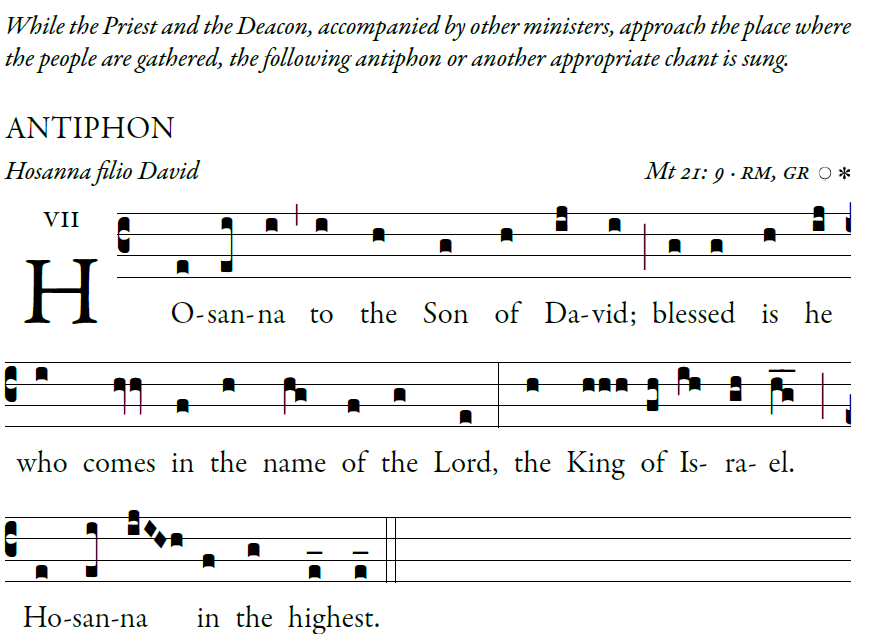 While the Priest and the Deacon, accompanied by other ministers, approach the place where
the people are gathered, the following antiphon or another appropriate chant is sung.
ANTIPHON
Hosanna filio David Mt 21: 9 · RM, GR ○ *
VII
HO-san-na to the Son of Da-vid; blessed is he
who comes in the name of the Lord, the King of Is- ra- el.
Ho-san-na in the highest.